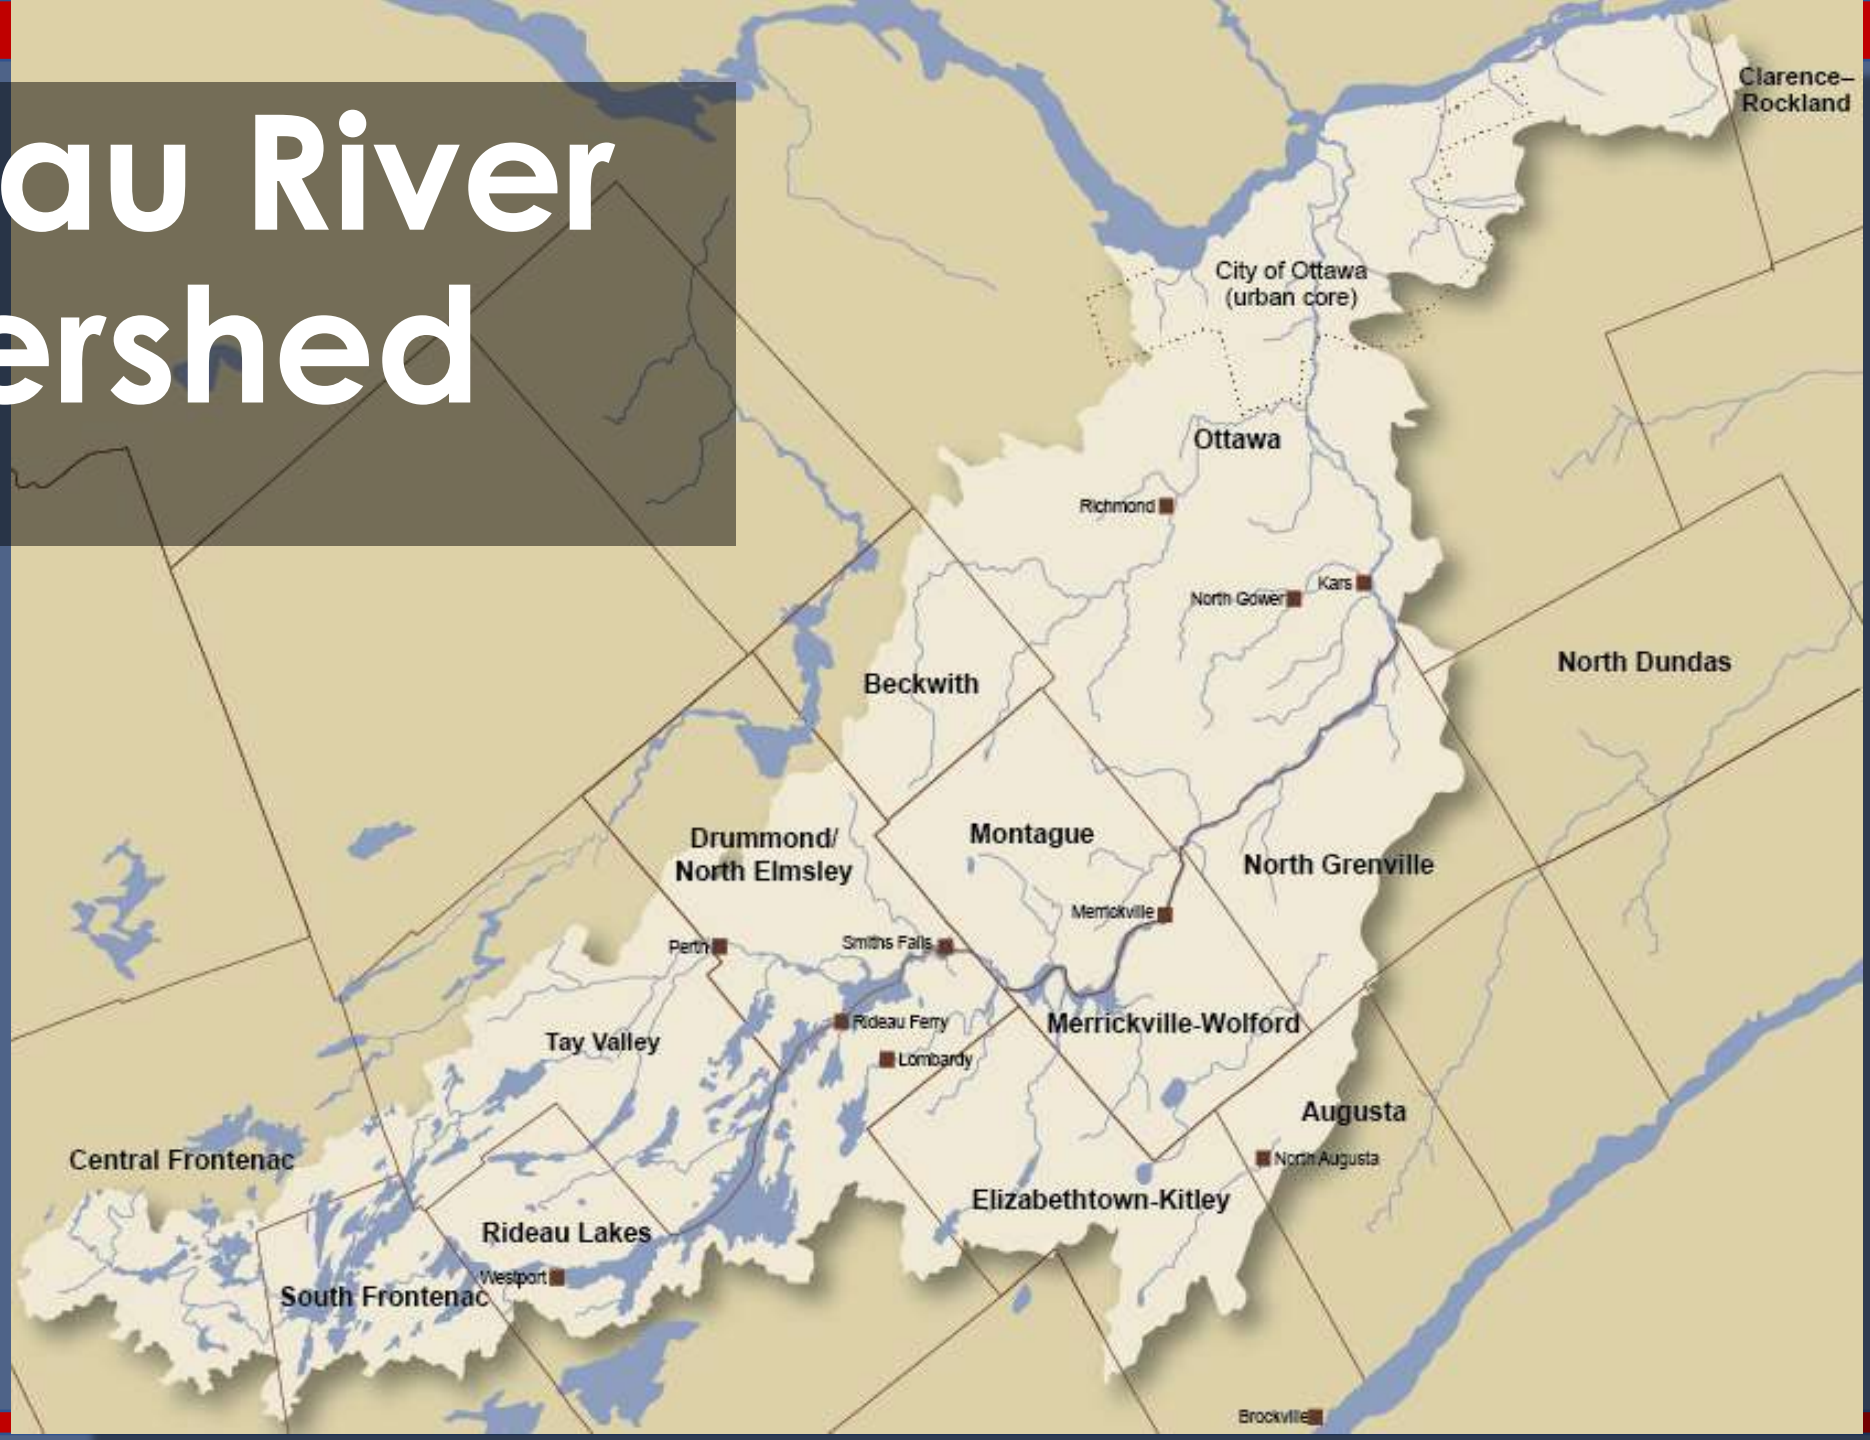 au River
ershed
Clarence–
Rockland
City of Ottawa
(urban core)
Ottawa
Richmond
Kars
North Gower
North Dundas
Beckwith
Drummond/
North Elmsley
Montague
North Grenville
Merrickville
Perth
Smiths Falls
Rideau Ferry
Merrickville-Wolford
Tay Valley
Lombardy
Augusta
Central Frontenac
North Augusta
Elizabethtown-Kitley
Rideau Lakes
Westport
South Frontenac
Brockville